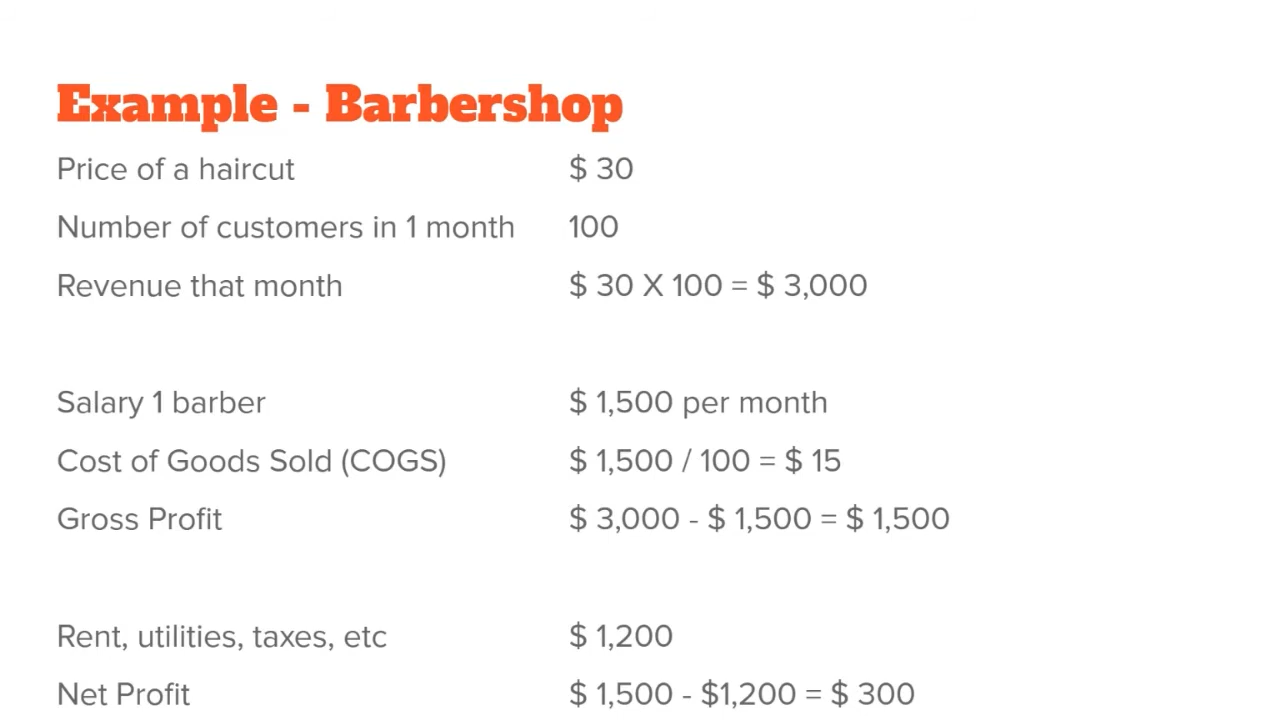 Example - Barbershop
Price of a haircut $ 30
Number of customers in 1 month 100
Revenue that month $ 30 X 100 = $ 3,000
Salary 1 barber $ 1,500 per month
Cost of Goods Sold (COGS) $ 1,500 / 100 = $ 15
Gross Profit $ 3,000 - $ 1,500 = $ 1,500
Rent, utilities, taxes, etc $ 1,200
Net Profit $ 1,500 - $1,200 = $ 300